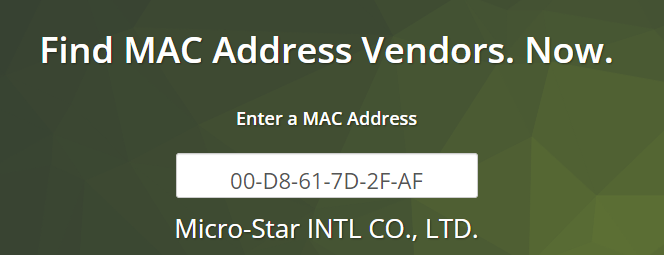 Find MAC Address Vendors. Now.
Enter a MAC Address
00-D8-61-7D-2F-AF
Micro-Star INTL CO., LTD.